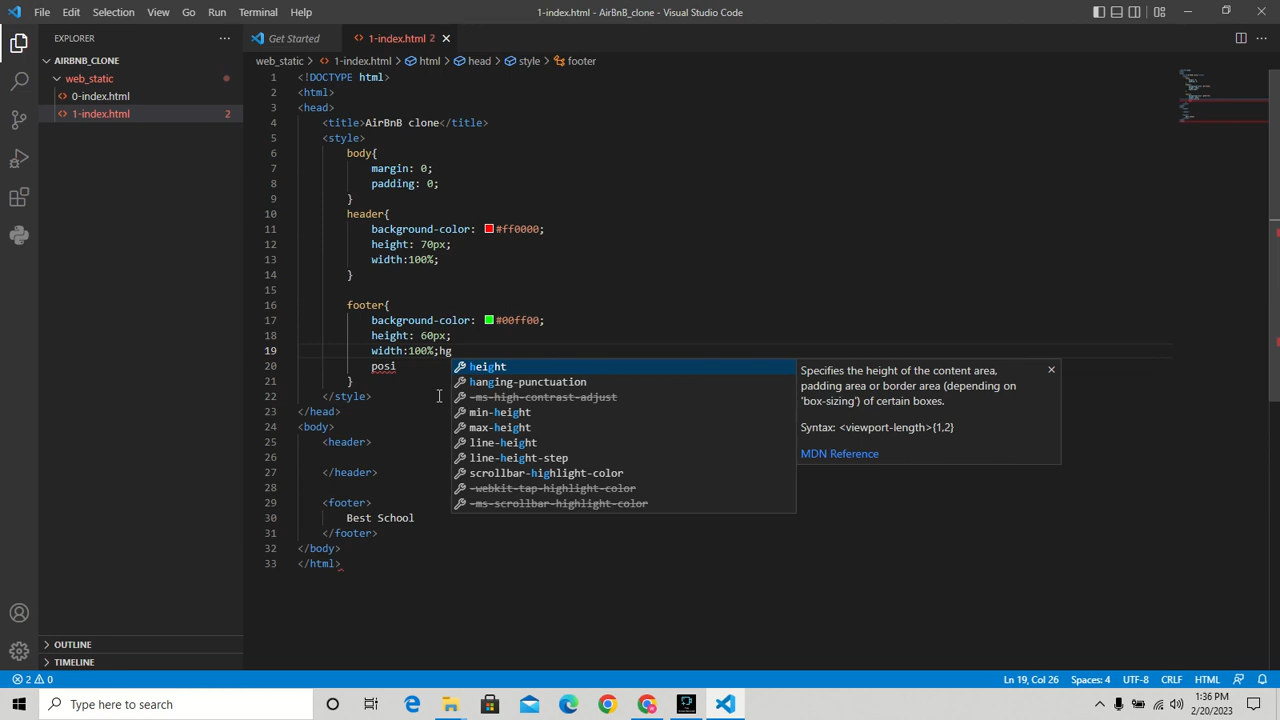 File Edit Selection View Go Run Terminal Help
1-index.html - AirBnB_clone - Visual Studio Code
EXPLORER
Get Started
1-index.html 2
AIRBNB_CLONE
web_static > 1-index.html > html > head > style > footer
web_static
0-index.html
1-index.html 2
1 <!DOCTYPE html>
2 <html>
3 <head>
4 <title>AirBnB clone</title>
5 <style>
6 body{
7 margin: 0;
8 padding: 0;
9 }
10 header{
11 background-color: #ff0000;
12 height: 70px;
13 width:100%;
14 }
15
16 footer{
17 background-color: #00ff00;
18 height: 60px;
19 width:100%;hg
20 posi
21 }
22 </style>
23 </head>
24 <body>
25 <header>
26
27 </header>
28
29 <footer>
30 Best School
31 </footer>
32 </body>
33 </html>
height
hanging-punctuation
-ms-high-contrast-adjust
min-height
max-height
line-height
line-height-step
scrollbar-highlight-color
-webkit-tap-highlight-color
-ms-scrollbar-highlight-color
Specifies the height of the content area,
padding area or border area (depending on
'box-sizing') of certain boxes.
Syntax: <viewport-length>{1,2}
MDN Reference
OUTLINE
TIMELINE
2 0
Ln 19, Col 26 Spaces: 4 UTF-8 CRLF HTML
Type here to search
1:36 PM
2/20/2023